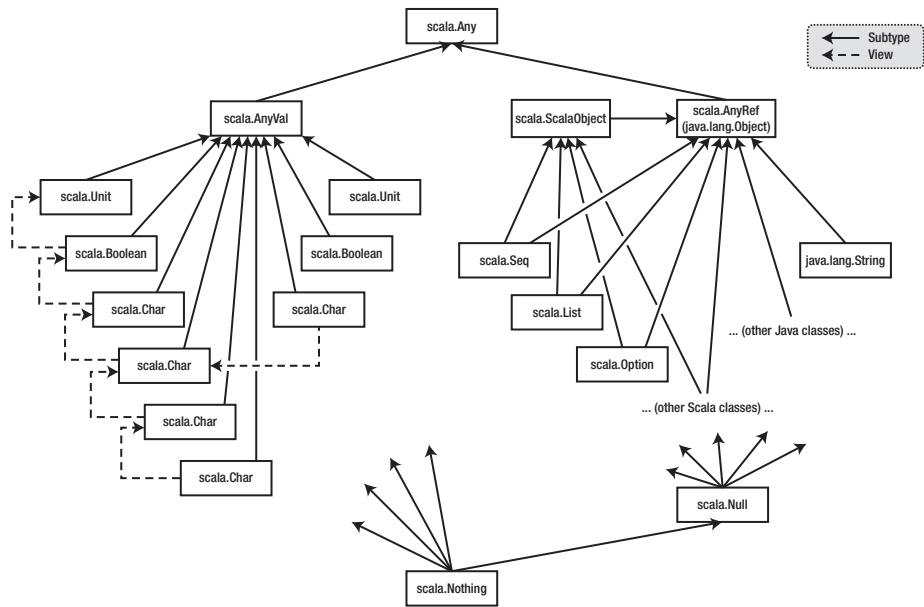 scala.Any
Subtype
View
scala.AnyVal
scala.ScalaObject
scala.AnyRef
(java.lang.Object)
scala.Unit
scala.Unit
scala.Boolean
scala.Boolean
scala.Seq
java.lang.String
scala.Char
scala.Char
scala.List
... (other Java classes) ...
scala.Char
scala.Option
... (other Scala classes) ...
scala.Char
scala.Char
scala.Null
scala.Nothing